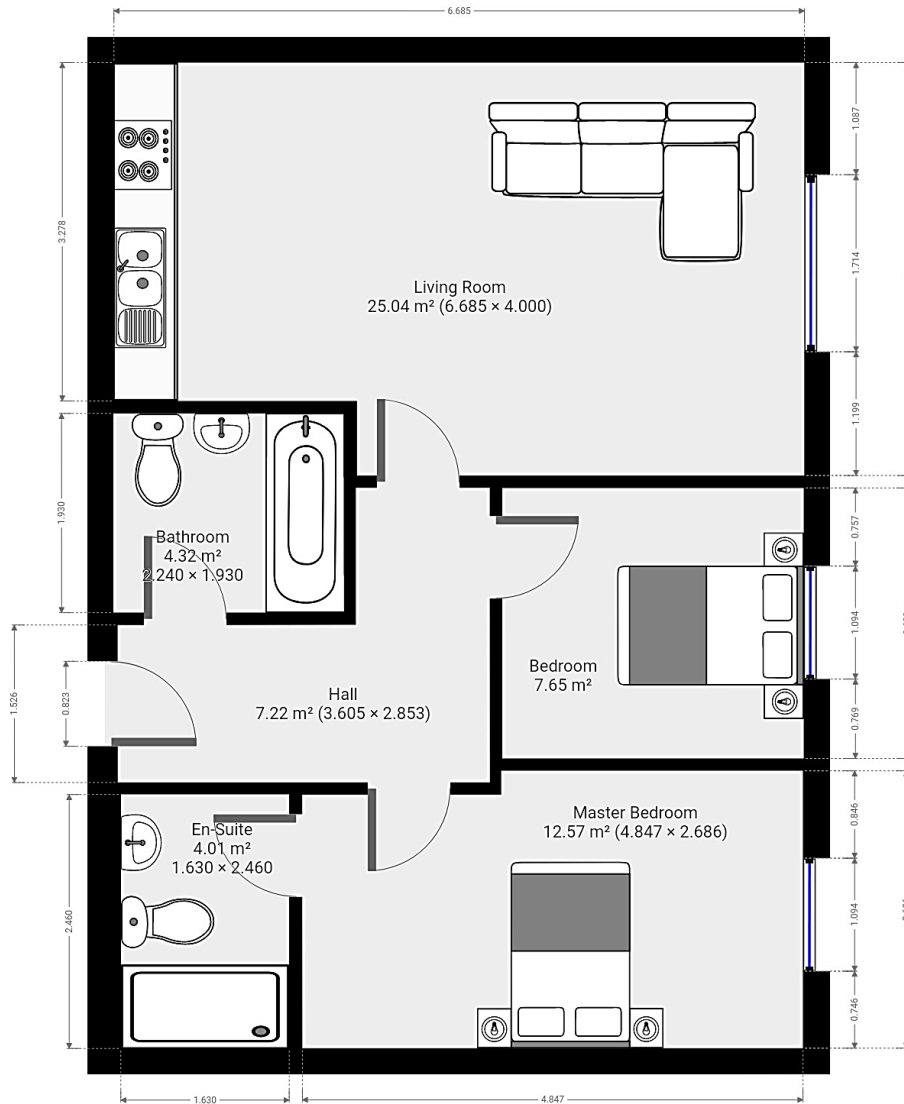 6.685
3.278
1.087
1.714
1.199
Living Room
25.04 m² (6.685 × 4.000)
1.930
Bathroom
4.32 m²
2.240 × 1.930
0.757
1.094
0.769
Bedroom
7.65 m²
1.526
0.823
Hall
7.22 m² (3.605 × 2.853)
Master Bedroom
12.57 m² (4.847 × 2.686)
0.846
1.094
0.746
En-Suite
4.01 m²
1.630 × 2.460
2.460
1.630
4.847